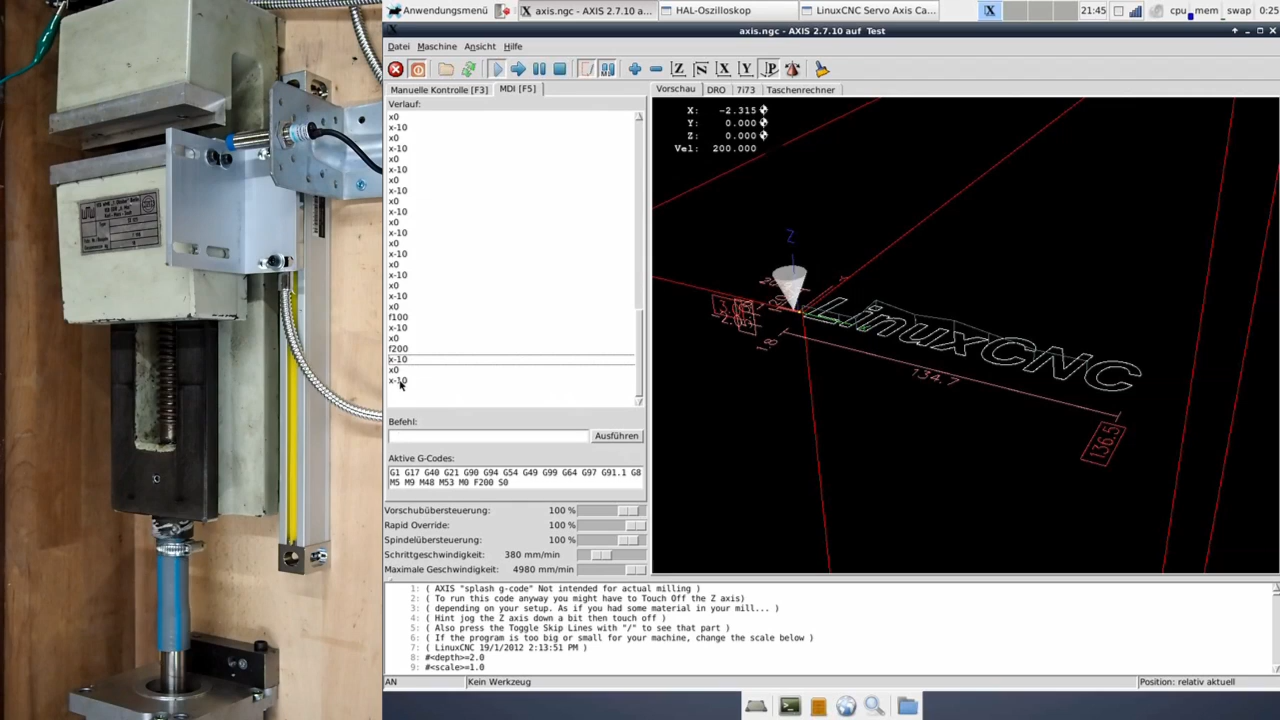 Anwendungsmenü
axis.ngc - AXIS 2.7.10 a...
HAL-Oszilloskop
LinuxCNC Servo Axis Ca...
21:45
cpu
mem
swap
0:25
axis.ngc - AXIS 2.7.10 auf Test
Datei Maschine Ansicht Hilfe
Manuelle Kontrolle [F3]
MDI [F5]
Verlauf:
x0
x-10
x0
x-10
x0
x-10
x0
x-10
x0
x-10
x0
x-10
x0
x-10
x0
x-10
x0
x-10
x0
f100
x-10
x0
f200
x-10
x0
x-10
Befehl:
Ausführen
Aktive G-Codes:
G1 G17 G40 G21 G90 G94 G54 G49 G99 G64 G97 G91.1 G8
M5 M9 M48 M53 M0 F200 S0
Vorschubübersteuerung: 100 %
Rapid Override: 100 %
Spindelübersteuerung: 100 %
Schrittgeschwindigkeit: 380 mm/min
Maximale Geschwindigkeit: 4980 mm/min
Vorschau DRO 7i73 Taschenrechner
X: -2.315
Y: 0.000
Z: 0.000
Vel: 200.000
Z
LinuxCNC
1.8
134.7
136.5
1: ( AXIS "splash g-code" Not intended for actual milling )
2: ( To run this code anyway you might have to Touch Off the Z axis)
3: ( depending on your setup. As if you had some material in your mill... )
4: ( Hint jog the Z axis down a bit then touch off )
5: ( Also press the Toggle Skip Lines with "/" to see that part )
6: ( If the program is too big or small for your machine, change the scale below )
7: ( LinuxCNC 19/1/2012 2:13:51 PM )
8: #<depth>=2.0
9: #<scale>=1.0
AN
Kein Werkzeug
Position: relativ aktuell